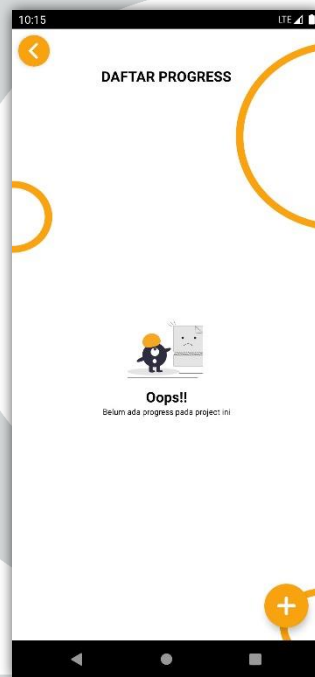 10:15
LTE
DAFTAR PROGRESS
Oops!!
Belum ada progress pada project ini